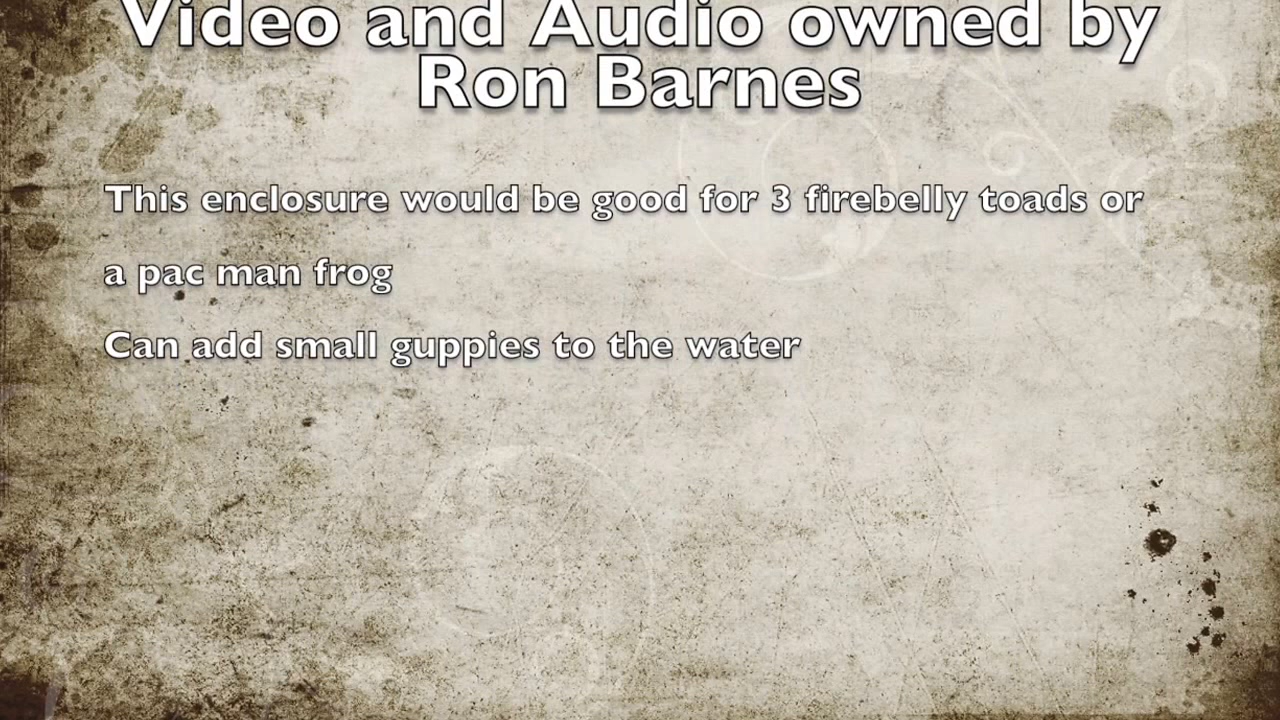 Video and Audio owned by
Ron Barnes
This enclosure would be good for 3 firebelly toads or
a pac man frog
Can add small guppies to the water